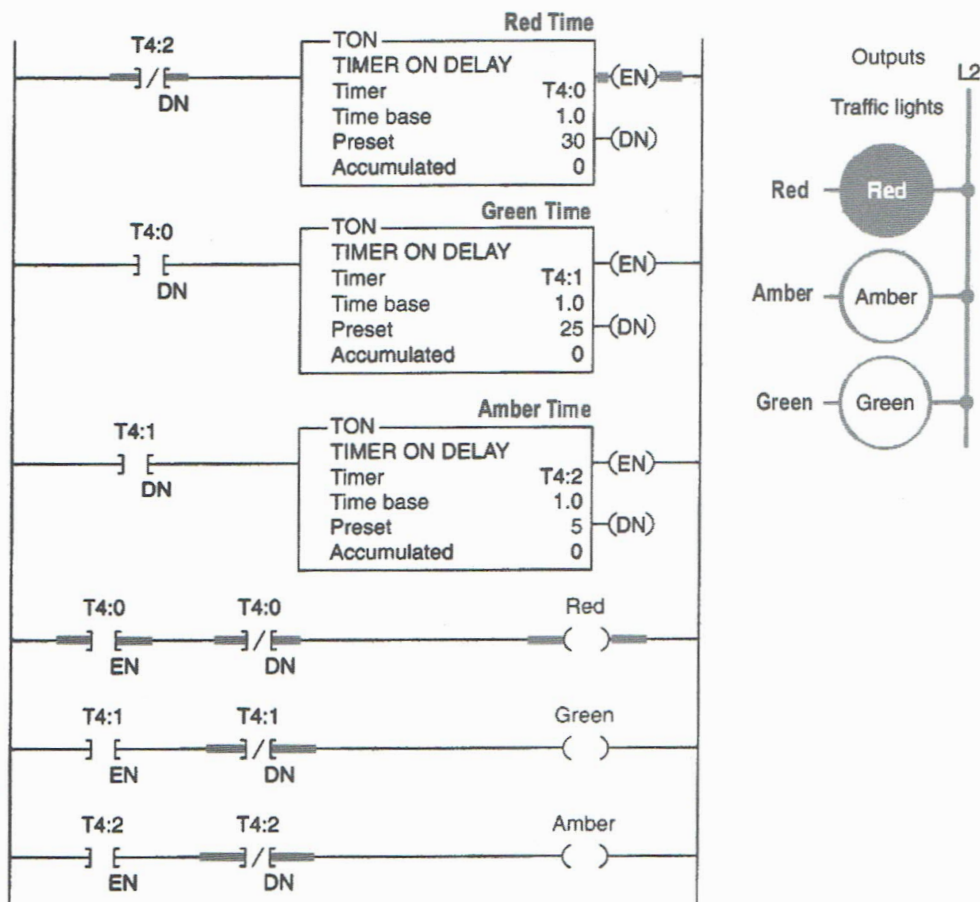 Red Time
T4:2
DN
TON
TIMER ON DELAY
Timer T4:0
Time base 1.0
Preset 30
Accumulated 0
(EN)
(DN)
Green Time
T4:0
DN
TON
TIMER ON DELAY
Timer T4:1
Time base 1.0
Preset 25
Accumulated 0
(EN)
(DN)
Amber Time
T4:1
DN
TON
TIMER ON DELAY
Timer T4:2
Time base 1.0
Preset 5
Accumulated 0
(EN)
(DN)
T4:0 T4:0 Red
EN DN
T4:1 T4:1 Green
EN DN
T4:2 T4:2 Amber
EN DN
Outputs
L2
Traffic lights
Red Red
Amber Amber
Green Green